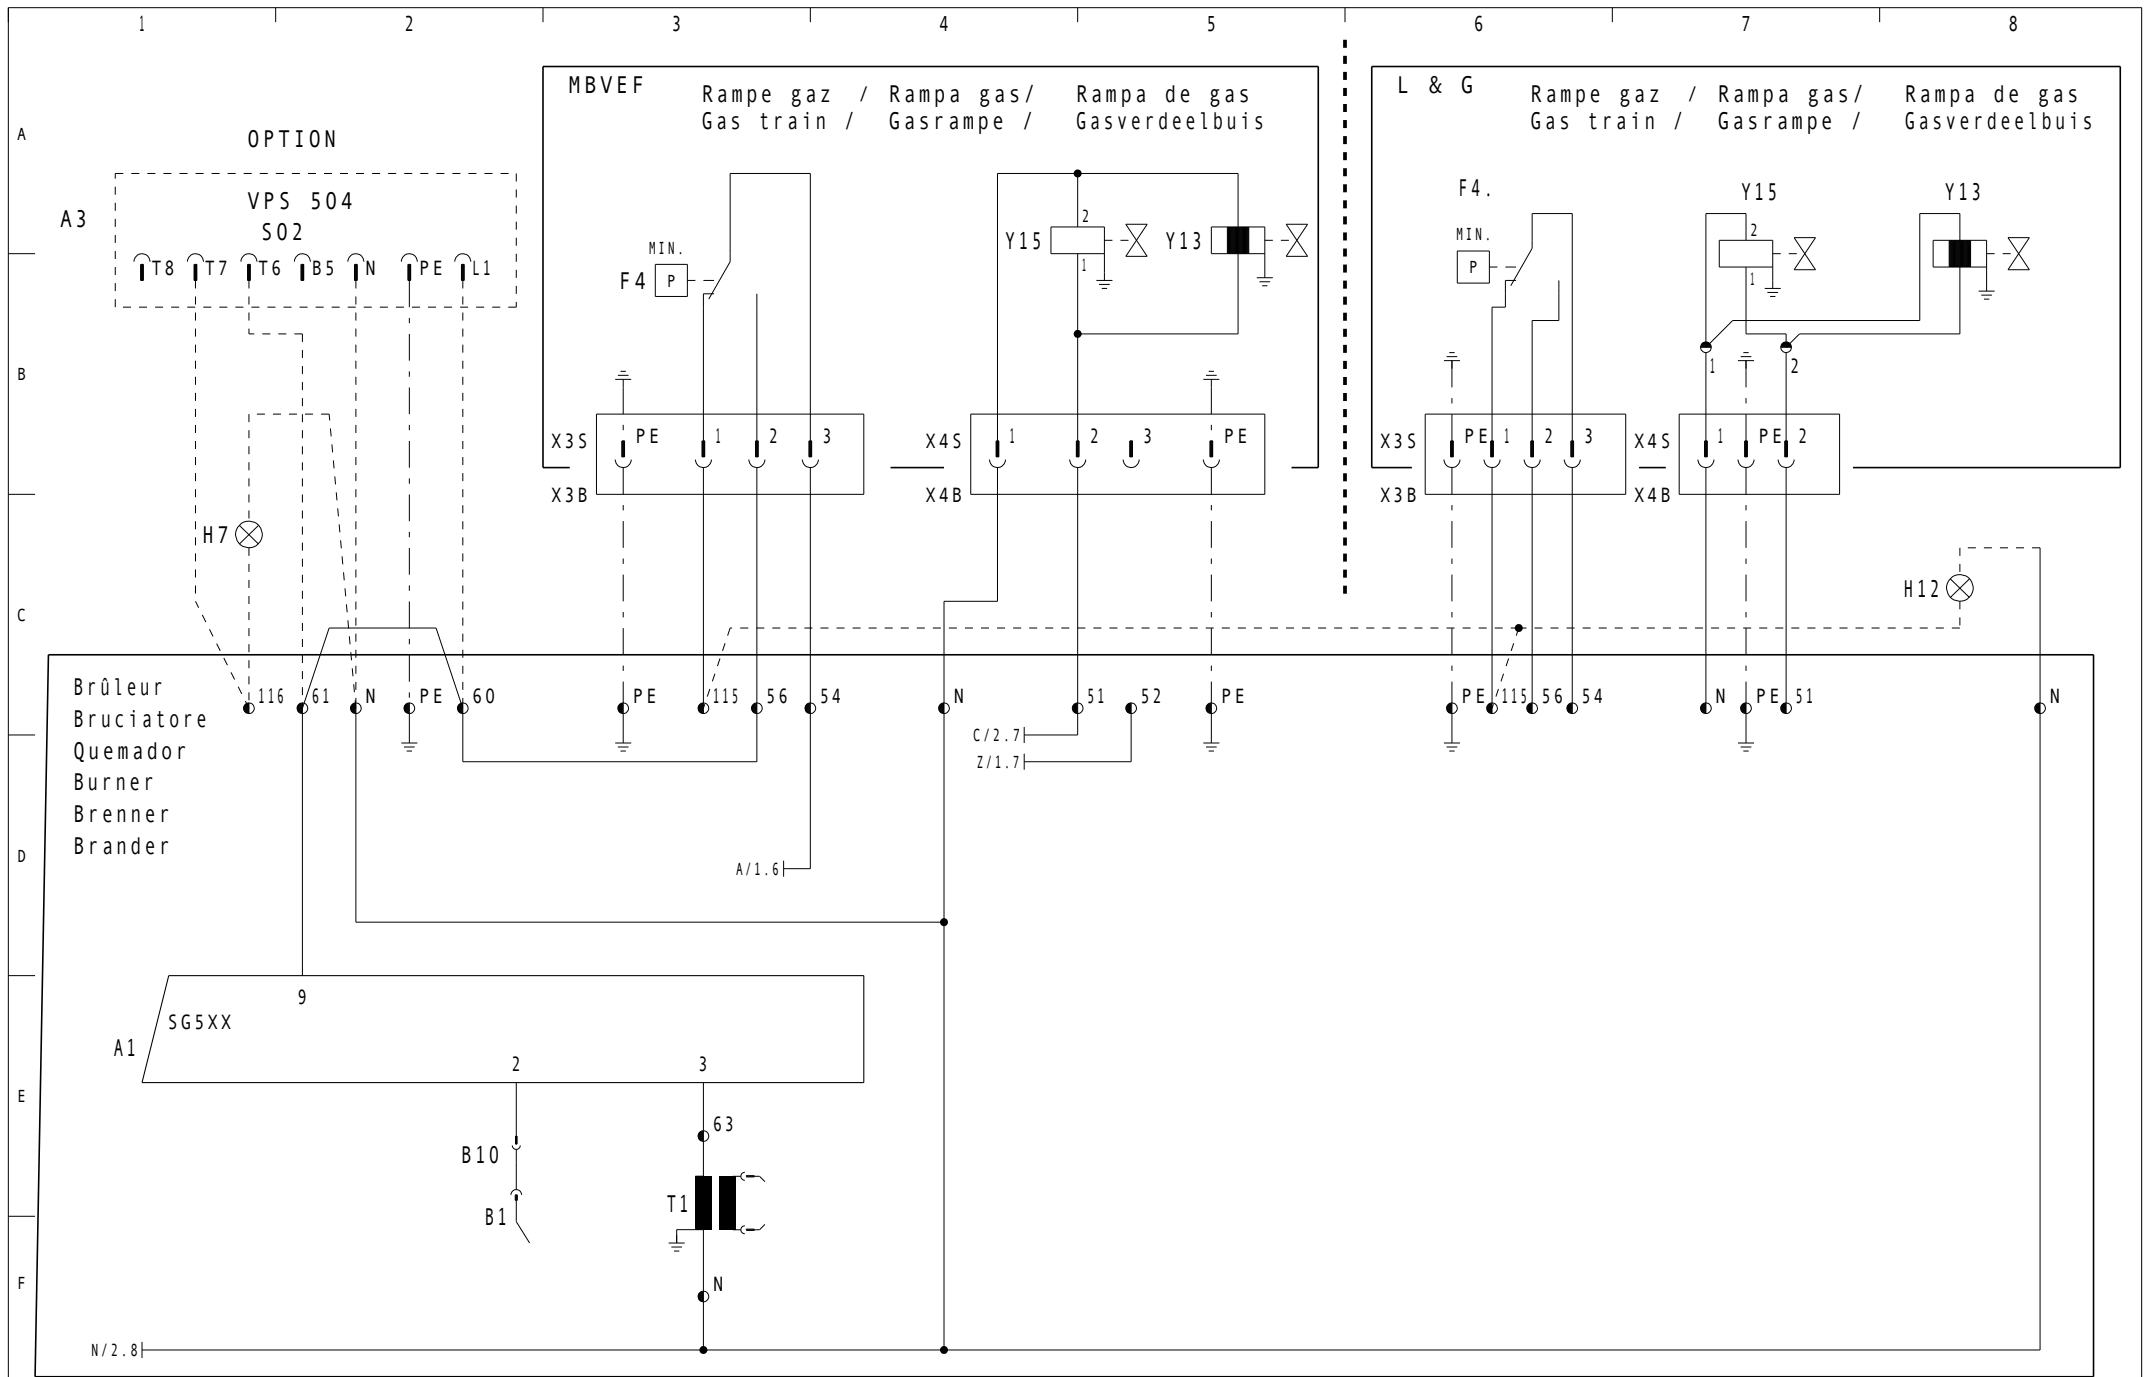 1 2 3 4 5 6 7 8
A
B
C
D
E
F
OPTION
A3
VPS 504
S02
T8 T7 T6 B5 N PE L1
H7
MBVEF
Rampe gaz / Rampa gas/ Rampa de gas
Gas train / Gasrampe / Gasverdeelbuis
MIN.
F4 P
Y15 2 1
Y13
X3S PE 1 2 3
X3B
X4S 1 2 3 PE
X4B
L & G
Rampe gaz / Rampa gas/ Rampa de gas
Gas train / Gasrampe / Gasverdeelbuis
F4.
MIN.
P
Y15
2
1
Y13
1 2
X3S PE 1 2 3
X3B
X4S 1 PE 2
X4B
H12
116 61 N PE 60 PE 115 56 54 N 51 52 PE PE 115 56 54 N PE 51 N
Brûleur
Bruciatore
Quemador
Burner
Brenner
Brander
C/2.7
Z/1.7
A/1.6
9
SG5XX
A1
2 3
63
B10
B1
T1
N
N/2.8